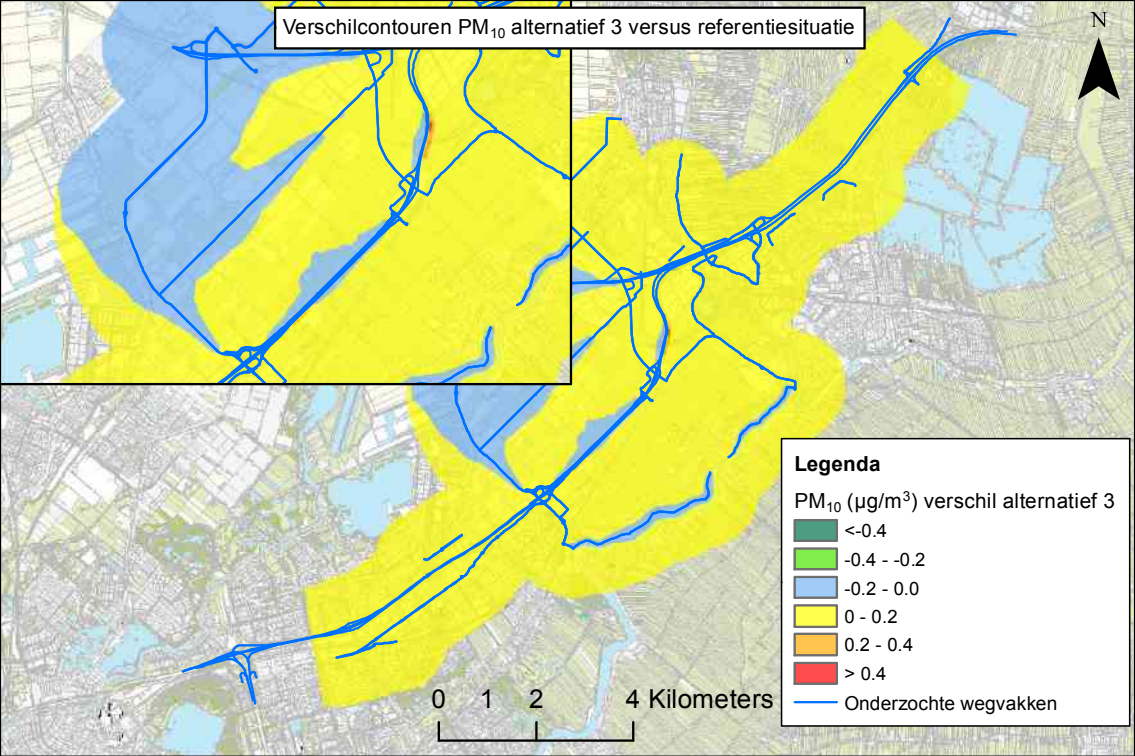 Verschilcontouren PM₁₀ alternatief 3 versus referentiesituatie
N
Legenda
PM₁₀ (µg/m³) verschil alternatief 3
<-0.4
-0.4 - -0.2
-0.2 - 0.0
0 - 0.2
0.2 - 0.4
> 0.4
Onderzochte wegvakken
0 1 2 4 Kilometers